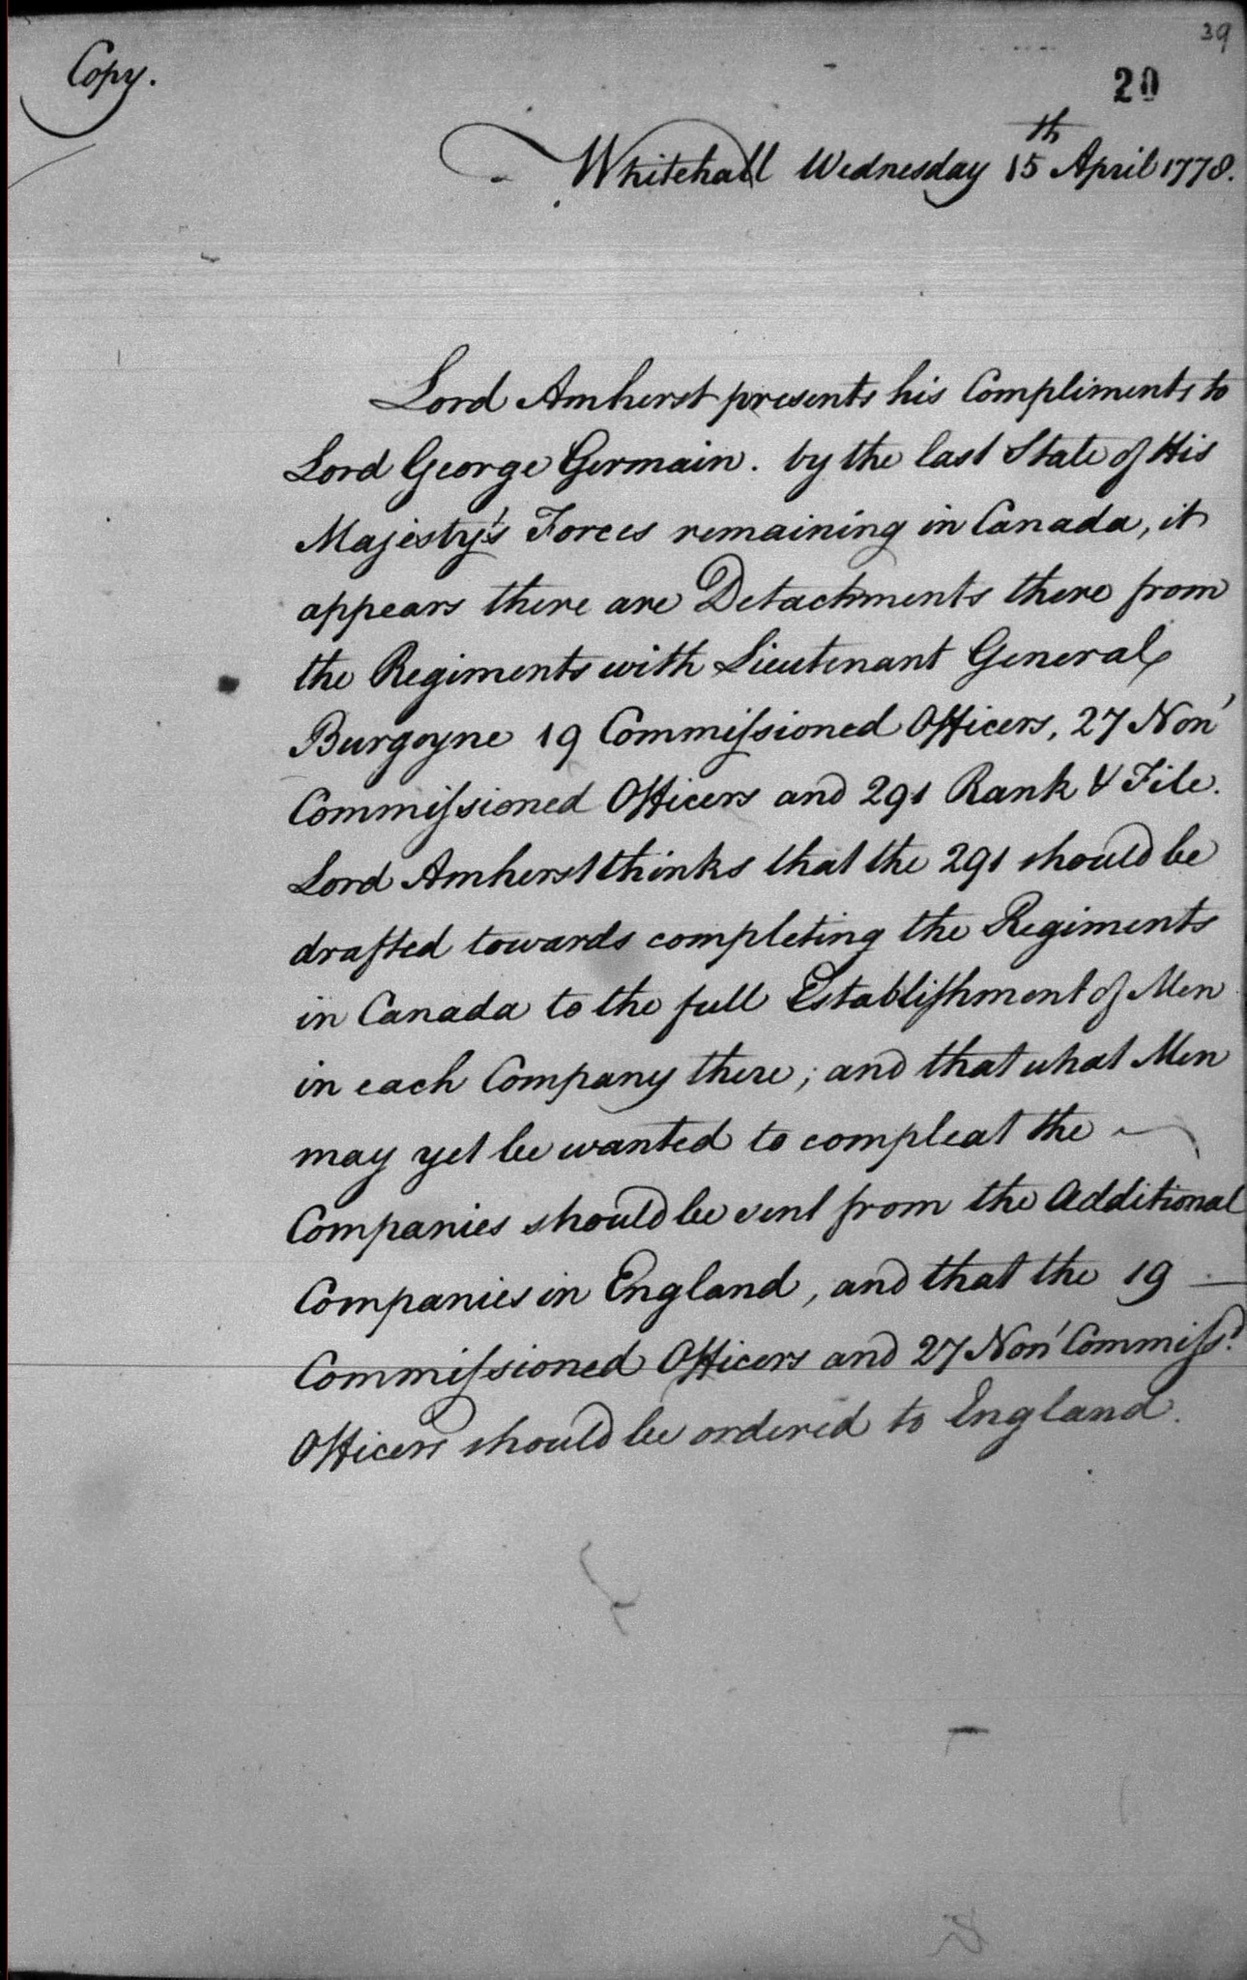 39
Copy.
20
Whitehall Wednesday 15th April 1778.
Lord Amherst presents his Compliments to
Lord George Germain. by the last State of His
Majesty's Forces remaining in Canada, it
appears there are Detachments there from
the Regiments with Lieutenant General
Burgoyne 19 Commiſsioned Officers, 27 Non'
Commiſsioned Officers and 291 Rank & File.
Lord Amherst thinks that the 291 should be
drafted towards completing the Regiments
in Canada to the full Establiſhment of Men
in each Company there; and that what Men
may yet be wanted to compleat the
Companies should be sent from the Additional
Companies in England, and that the 19
Commiſsioned Officers and 27 Non' Commiſs.d
Officers should be ordered to England.